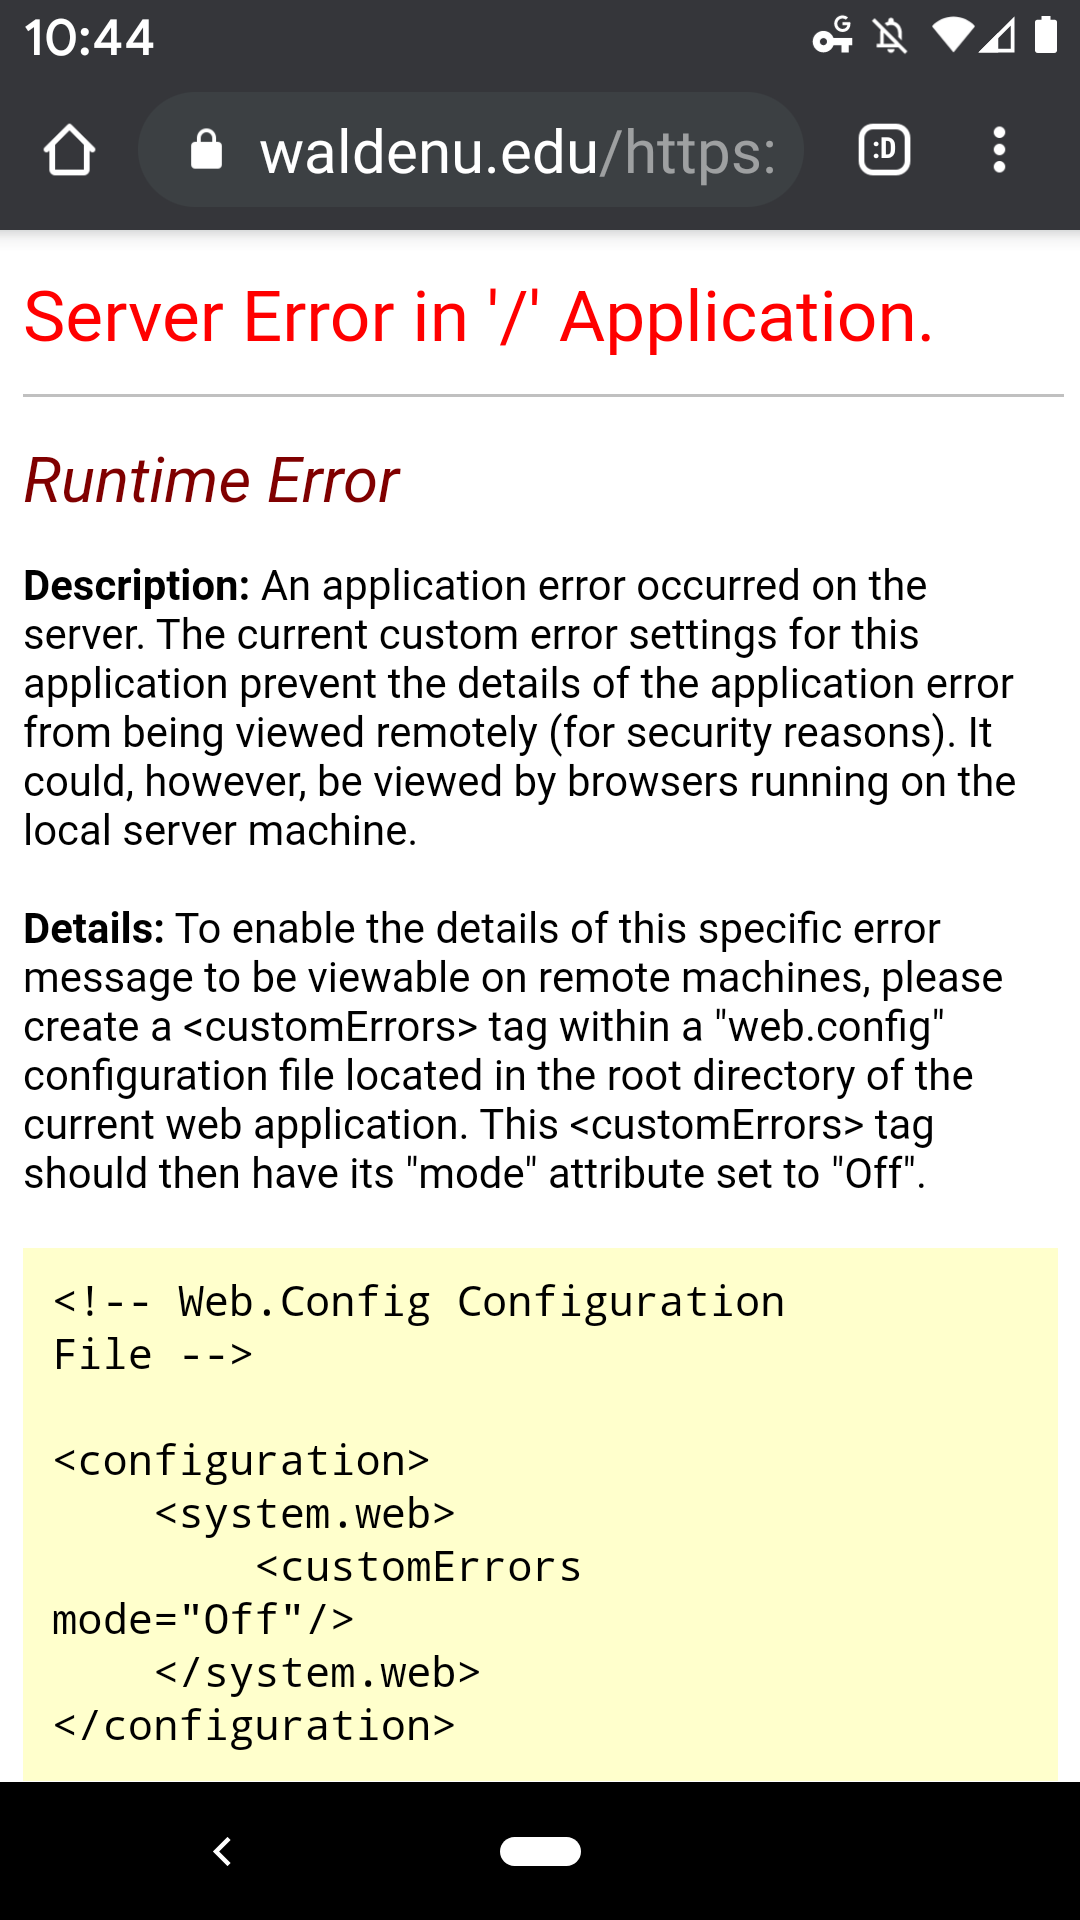 10:44
G
waldenu.edu/https:
:D
Server Error in '/' Application.
Runtime Error
Description: An application error occurred on the
server. The current custom error settings for this
application prevent the details of the application error
from being viewed remotely (for security reasons). It
could, however, be viewed by browsers running on the
local server machine.
Details: To enable the details of this specific error
message to be viewable on remote machines, please
create a <customErrors> tag within a "web.config"
configuration file located in the root directory of the
current web application. This <customErrors> tag
should then have its "mode" attribute set to "Off".
<!-- Web.Config Configuration
File -->
<configuration>
    <system.web>
        <customErrors
mode="Off"/>
    </system.web>
</configuration>